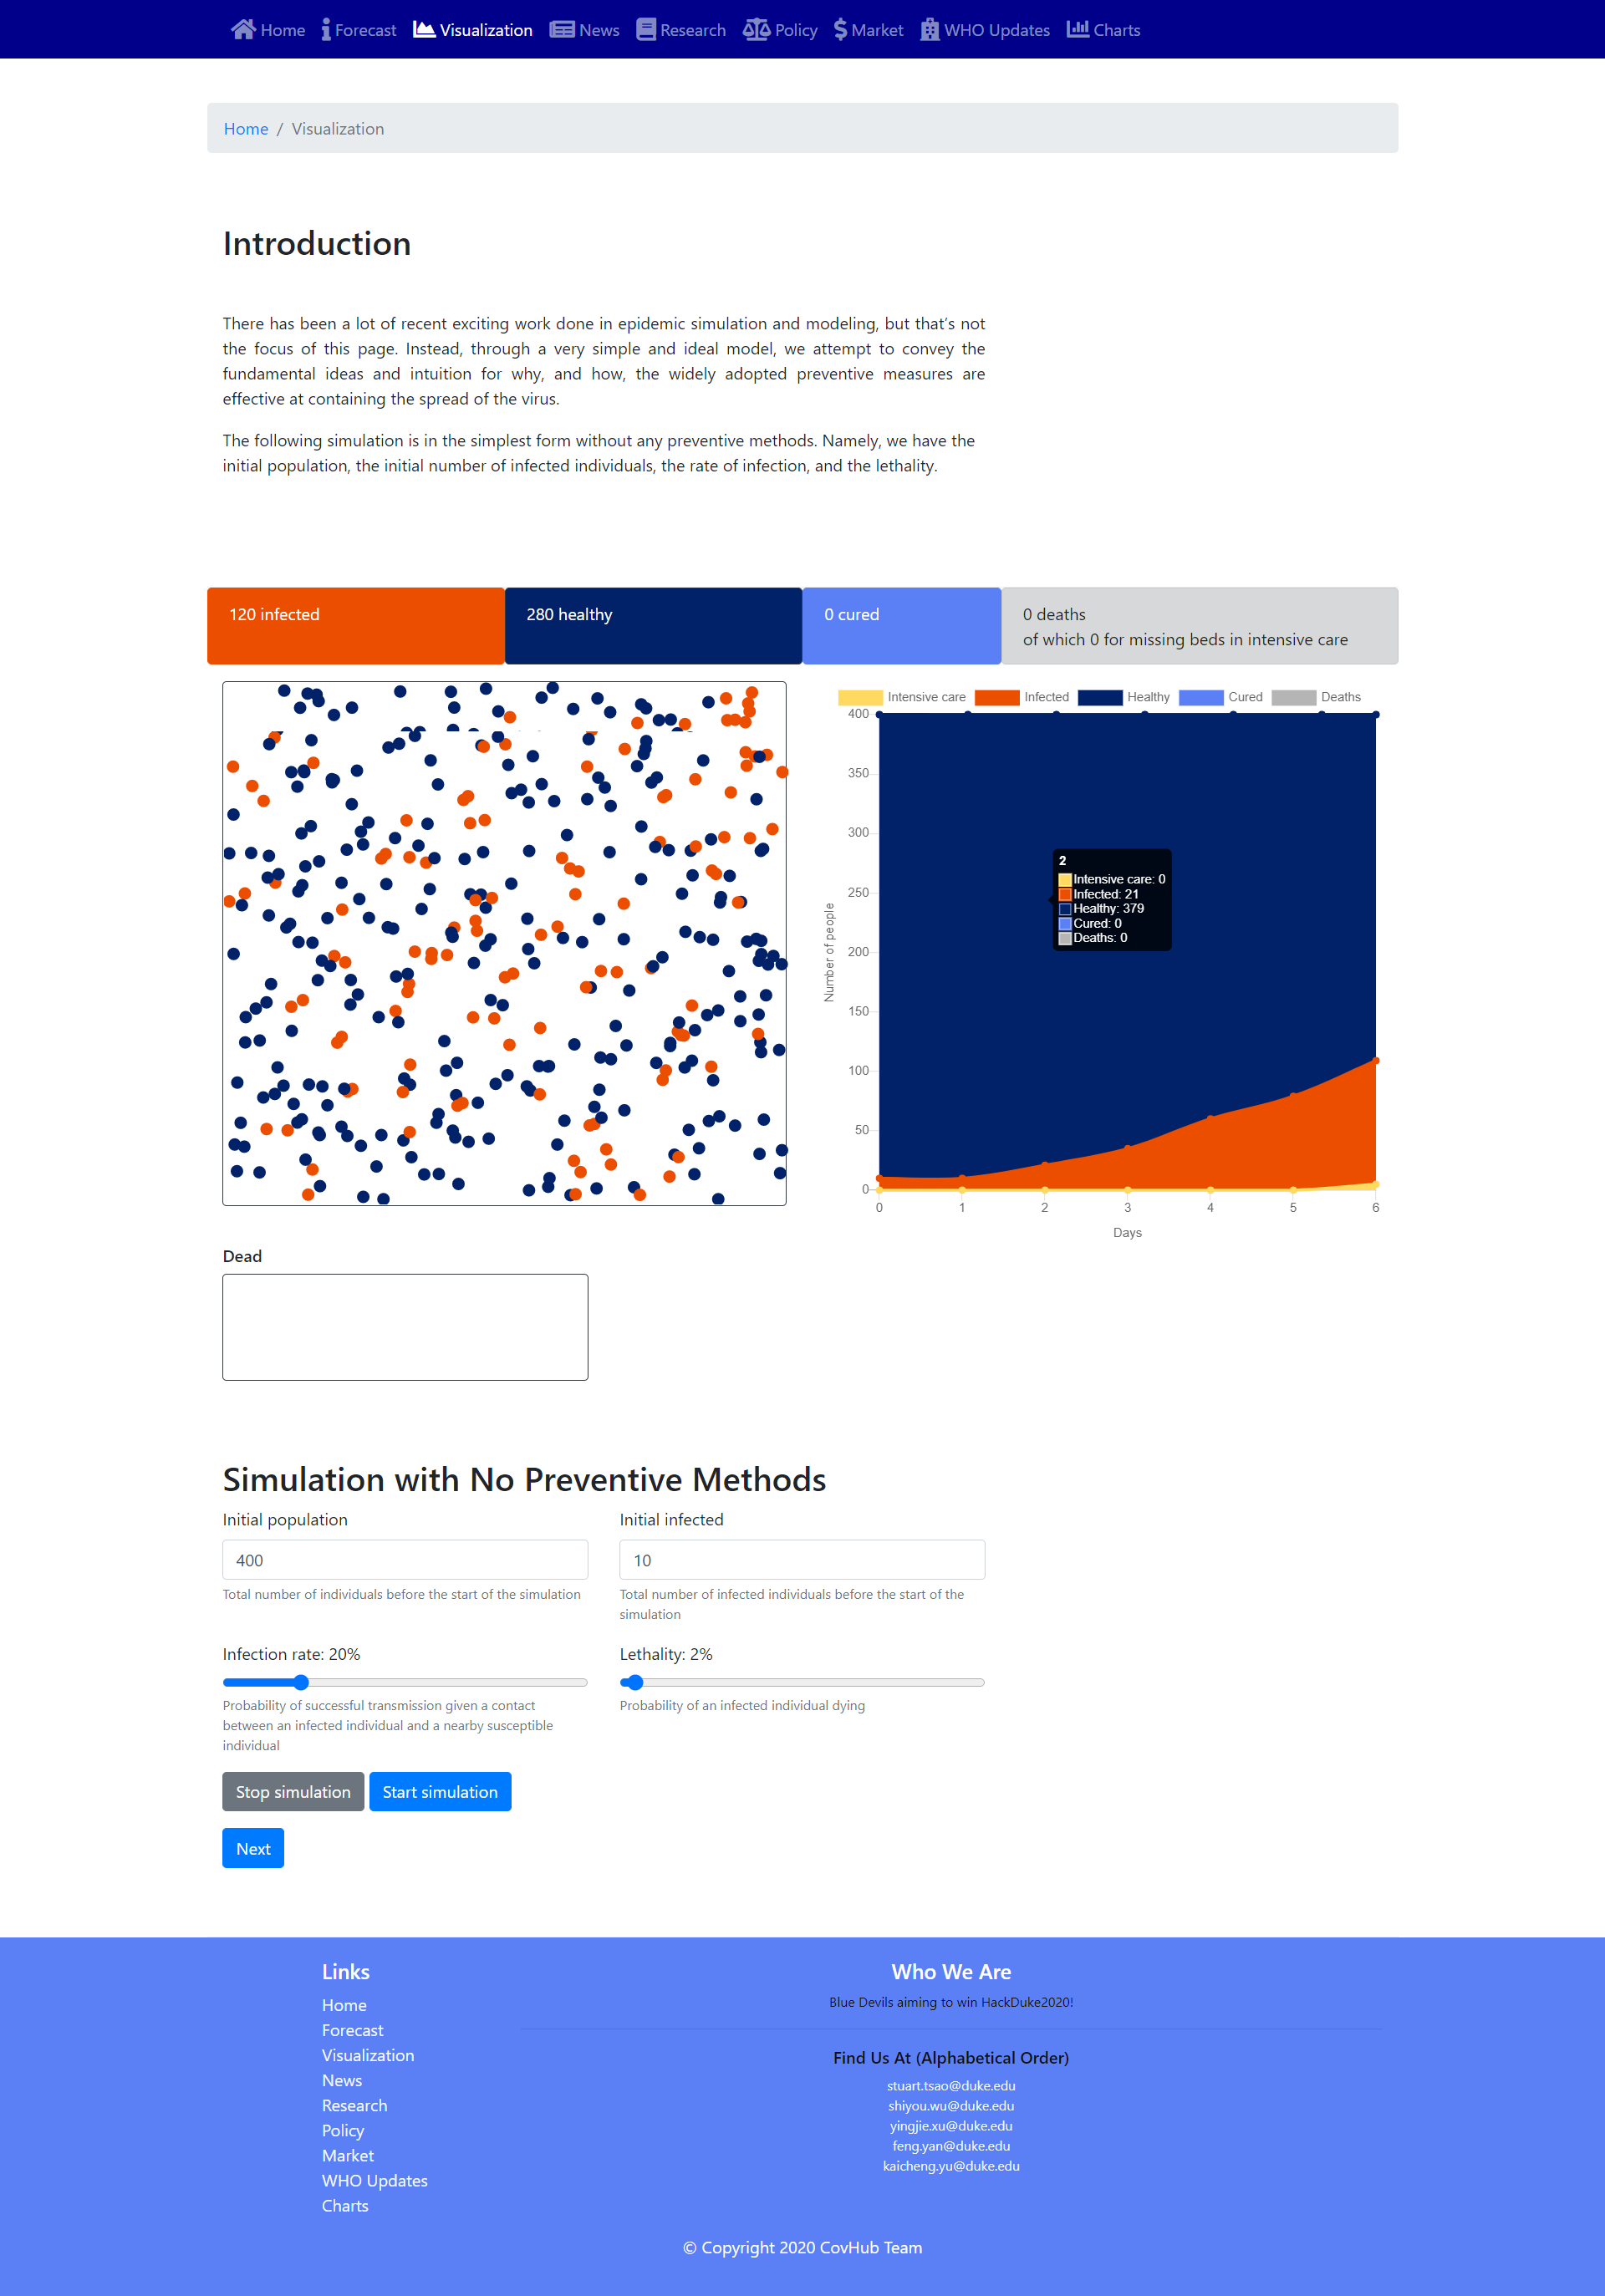 Home Forecast Visualization News Research Policy Market WHO Updates Charts
Home / Visualization
Introduction
There has been a lot of recent exciting work done in epidemic simulation and modeling, but that's not
the focus of this page. Instead, through a very simple and ideal model, we attempt to convey the
fundamental ideas and intuition for why, and how, the widely adopted preventive measures are
effective at containing the spread of the virus.
The following simulation is in the simplest form without any preventive methods. Namely, we have the
initial population, the initial number of infected individuals, the rate of infection, and the lethality.
120 infected
280 healthy
0 cured
0 deaths
of which 0 for missing beds in intensive care
Intensive care Infected Healthy Cured Deaths
400
350
300
250
200
150
100
50
0
Number of people
2
Intensive care: 0
Infected: 21
Healthy: 379
Cured: 0
Deaths: 0
0 1 2 3 4 5 6
Days
Dead
Simulation with No Preventive Methods
Initial population
400
Total number of individuals before the start of the simulation
Initial infected
10
Total number of infected individuals before the start of the
simulation
Infection rate: 20%
Probability of successful transmission given a contact
between an infected individual and a nearby susceptible
individual
Lethality: 2%
Probability of an infected individual dying
Stop simulation Start simulation
Next
Links
Home
Forecast
Visualization
News
Research
Policy
Market
WHO Updates
Charts
Who We Are
Blue Devils aiming to win HackDuke2020!
Find Us At (Alphabetical Order)
stuart.tsao@duke.edu
shiyou.wu@duke.edu
yingjie.xu@duke.edu
feng.yan@duke.edu
kaicheng.yu@duke.edu
© Copyright 2020 CovHub Team